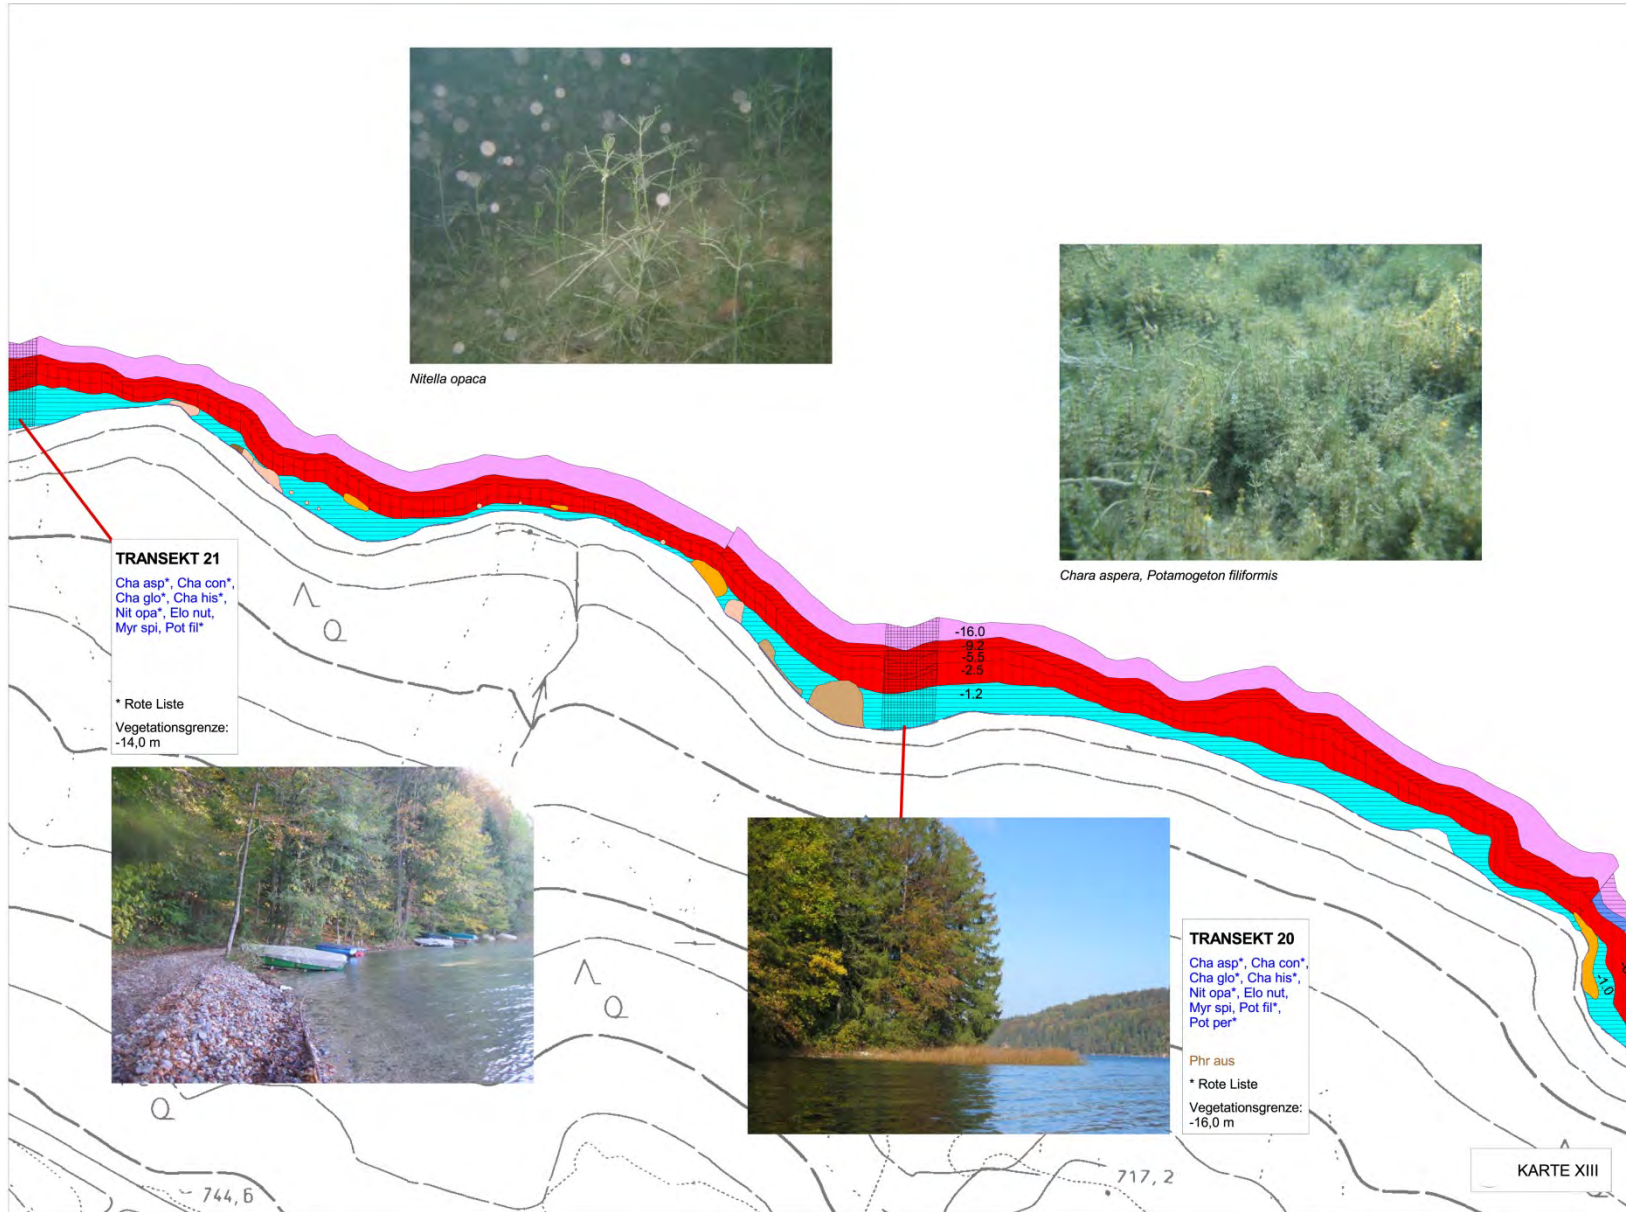 Nitella opaca
Chara aspera, Potamogeton filiformis
-16.0
-9.2
-5.5
-2.5
-1.2
TRANSEKT 21
Cha asp*, Cha con*,
Cha glo*, Cha his*,
Nit opa*, Elo nut,
Myr spi, Pot fil*
* Rote Liste
Vegetationsgrenze:
-14,0 m
Q
Q
TRANSEKT 20
Cha asp*, Cha con*,
Cha glo*, Cha his*,
Nit opa*, Elo nut,
Myr spi, Pot fil*,
Pot per*
Phr aus
* Rote Liste
Vegetationsgrenze:
-16,0 m
-1.0
Q
744,6
717,2
KARTE XIII